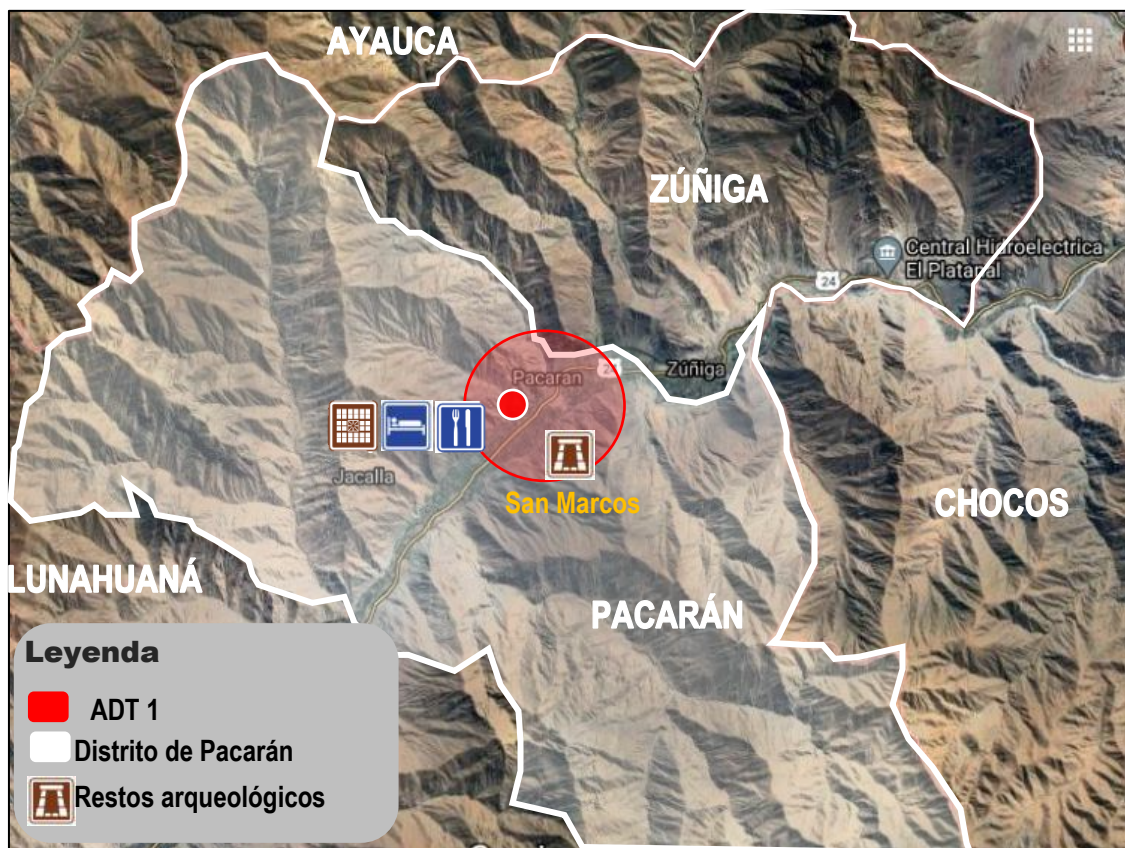 AYAUCA
ZÚÑIGA
Central Hidroelectrica
El Platanal
24
Pacaran
24
Zúñiga
Jacalla
San Marcos
CHOCOS
LUNAHUANÁ
PACARÁN
Leyenda
ADT 1
Distrito de Pacarán
Restos arqueológicos